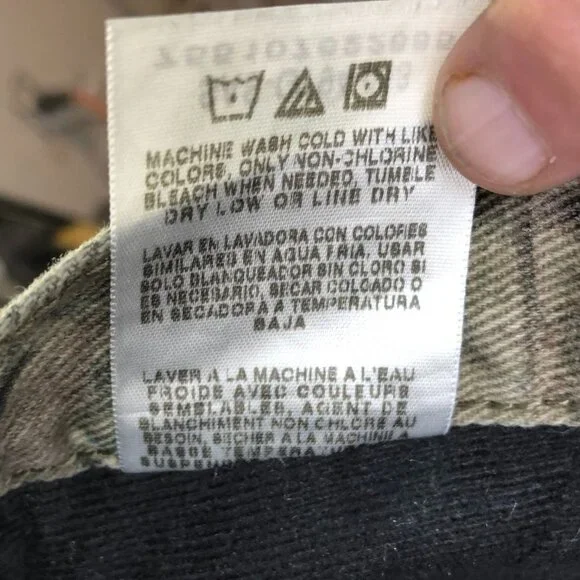 MACHINE WASH COLD WITH LIKE
COLORS, ONLY NON-CHLORINE
BLEACH WHEN NEEDED, TUMBLE
DRY LOW OR LINE DRY
LAVAR EN LAVADORA CON COLORES
SIMILARES EN AGUA FRIA, USAR
SOLO BLANQUEADOR SIN CLORO SI
ES NECESARIO, SECAR COLGADO O
EN SECADORA A TEMPERATURA
BAJA
LAVER A LA MACHINE A L'EAU
FROIDE AVEC COULEURS
SEMBLABLES, AGENT DE
BLANCHIMENT NON CHLORE AU
BESOIN, SECHER A LA MACHINE A
BASSE